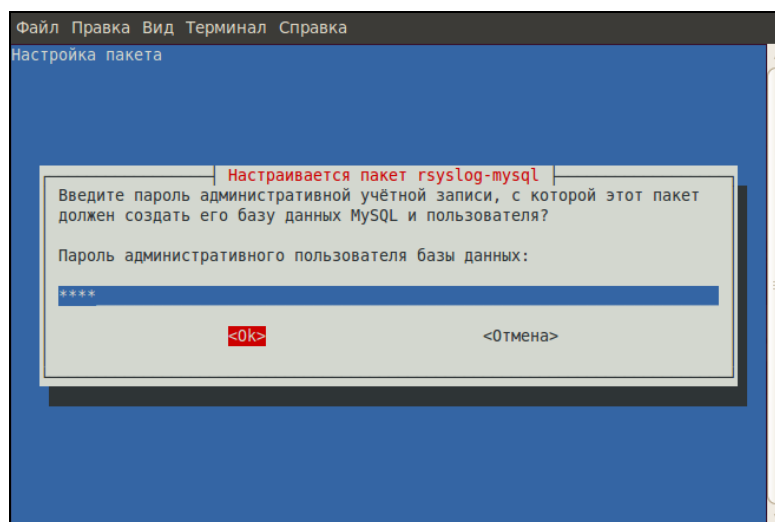 Файл Правка Вид Терминал Справка
Настройка пакета
Настраивается пакет rsyslog-mysql
Введите пароль административной учётной записи, с которой этот пакет
должен создать его базу данных MySQL и пользователя?
Пароль административного пользователя базы данных:
****
<Ok> <Отмена>